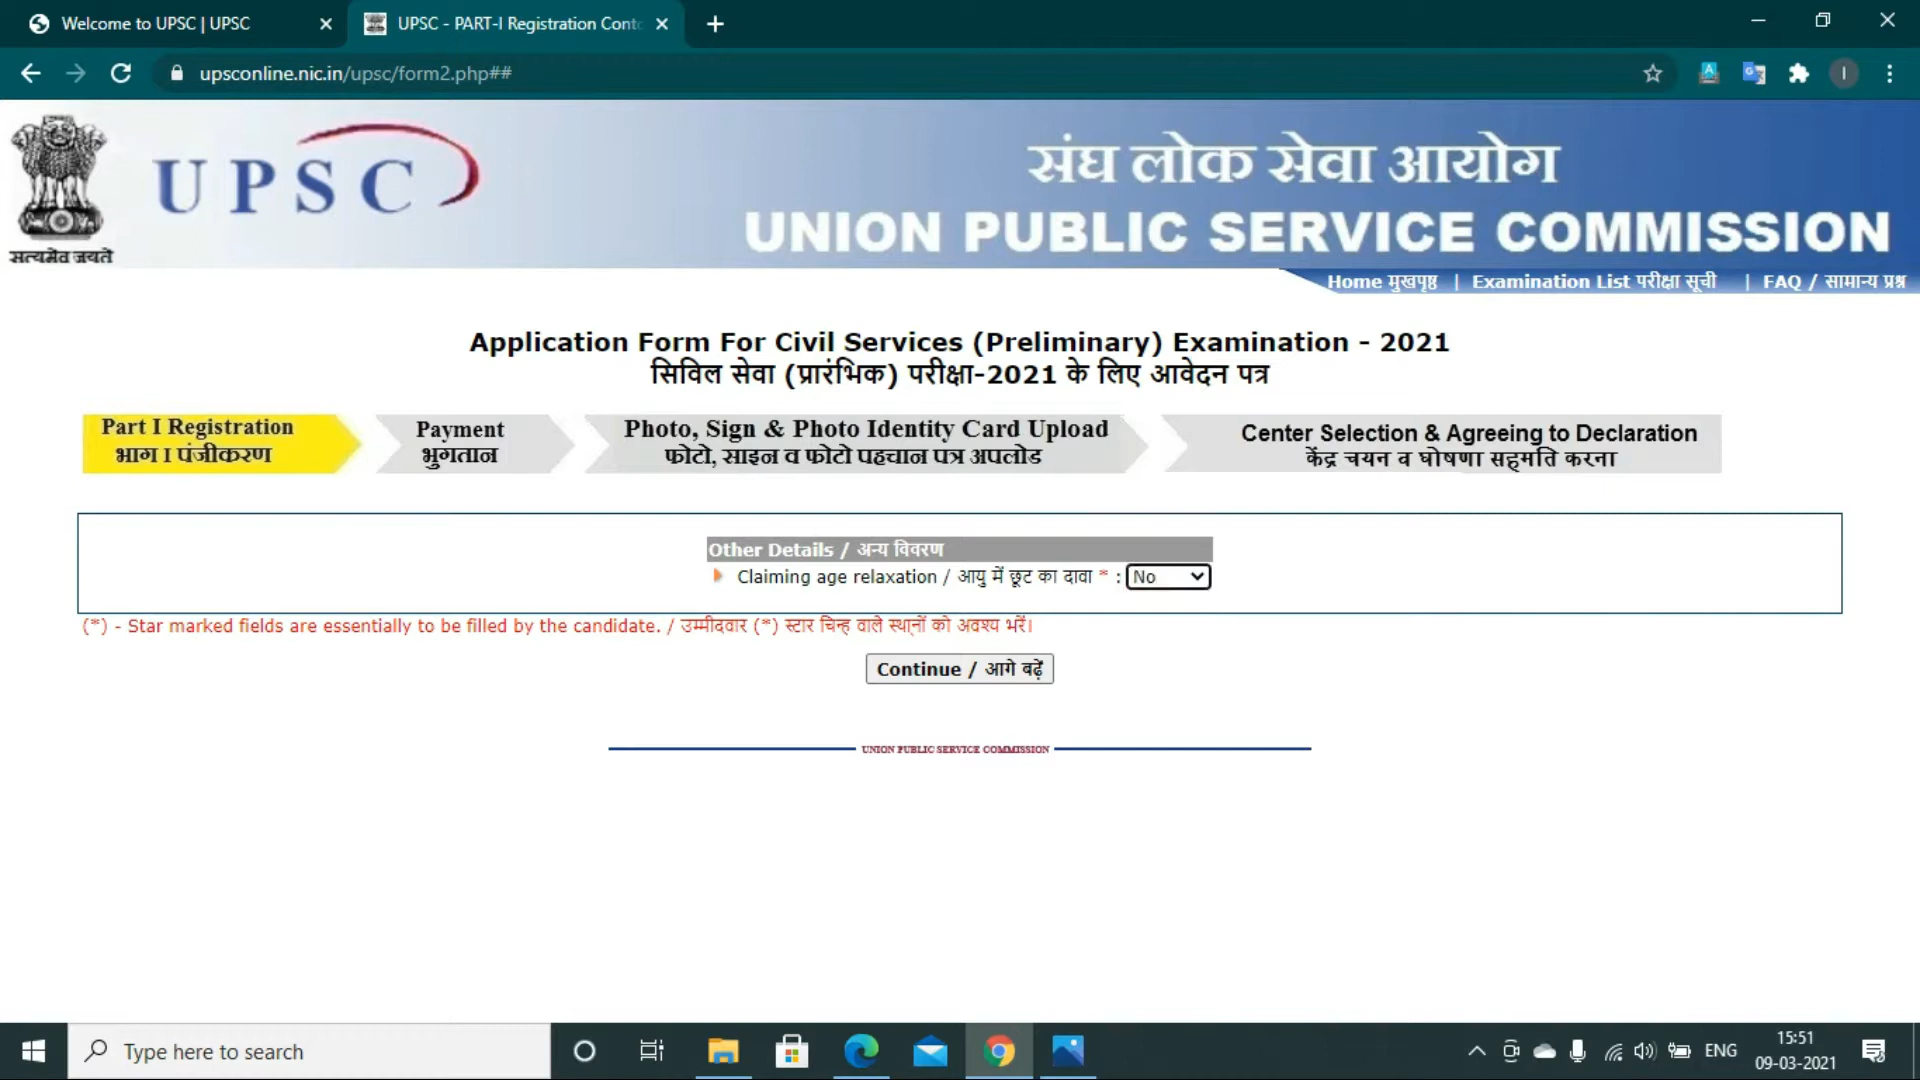 Welcome to UPSC | UPSC
UPSC - PART-I Registration Cont
upsconline.nic.in/upsc/form2.php##
I
सत्यमेव जयते
UPSC
संघ लोक सेवा आयोग
UNION PUBLIC SERVICE COMMISSION
Home मुखपृष्ठ | Examination List परीक्षा सूची | FAQ / सामान्य प्रश्न
Application Form For Civil Services (Preliminary) Examination - 2021
सिविल सेवा (प्रारंभिक) परीक्षा-2021 के लिए आवेदन पत्र
Part I Registration
भाग I पंजीकरण
Payment
भुगतान
Photo, Sign & Photo Identity Card Upload
फोटो, साइन व फोटो पहचान पत्र अपलोड
Center Selection & Agreeing to Declaration
केंद्र चयन व घोषणा सहमति करना
Other Details / अन्य विवरण
Claiming age relaxation / आयु में छूट का दावा * : No
(*) - Star marked fields are essentially to be filled by the candidate. / उम्मीदवार (*) स्टार चिन्ह वाले स्थानों को अवश्य भरें।
Continue / आगे बढ़ें
UNION PUBLIC SERVICE COMMISSION
Type here to search
ENG
15:51
09-03-2021